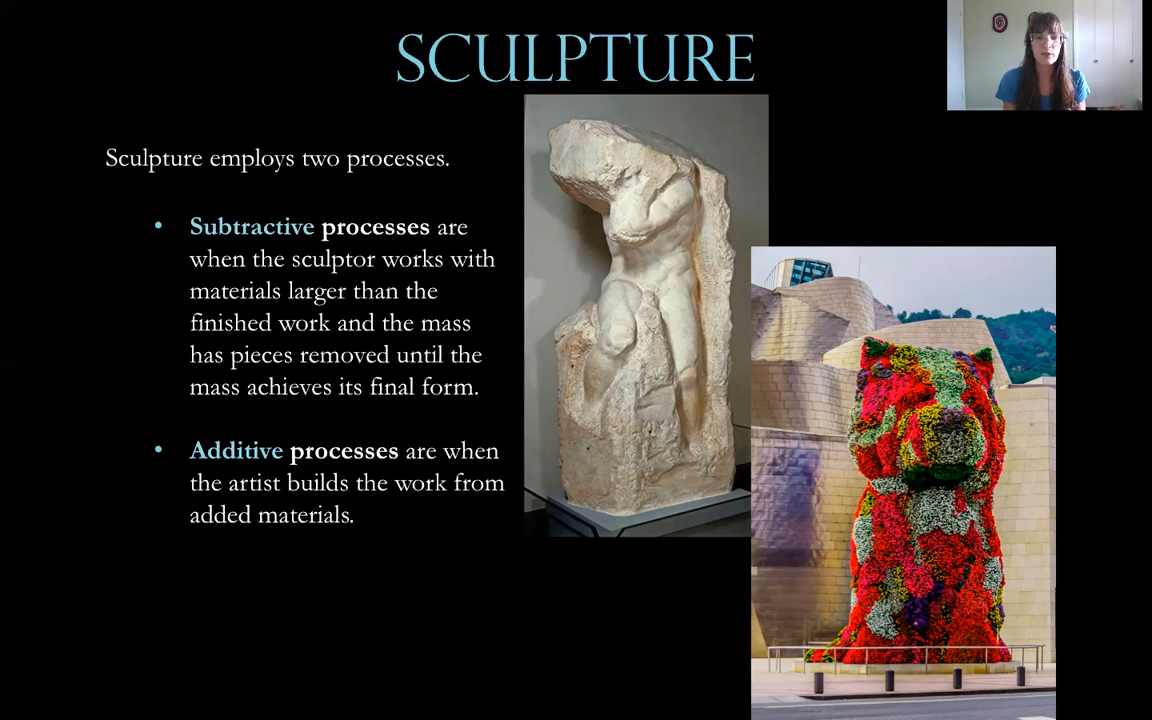 SCULPTURE
Sculpture employs two processes.
• Subtractive processes are
when the sculptor works with
materials larger than the
finished work and the mass
has pieces removed until the
mass achieves its final form.
• Additive processes are when
the artist builds the work from
added materials.